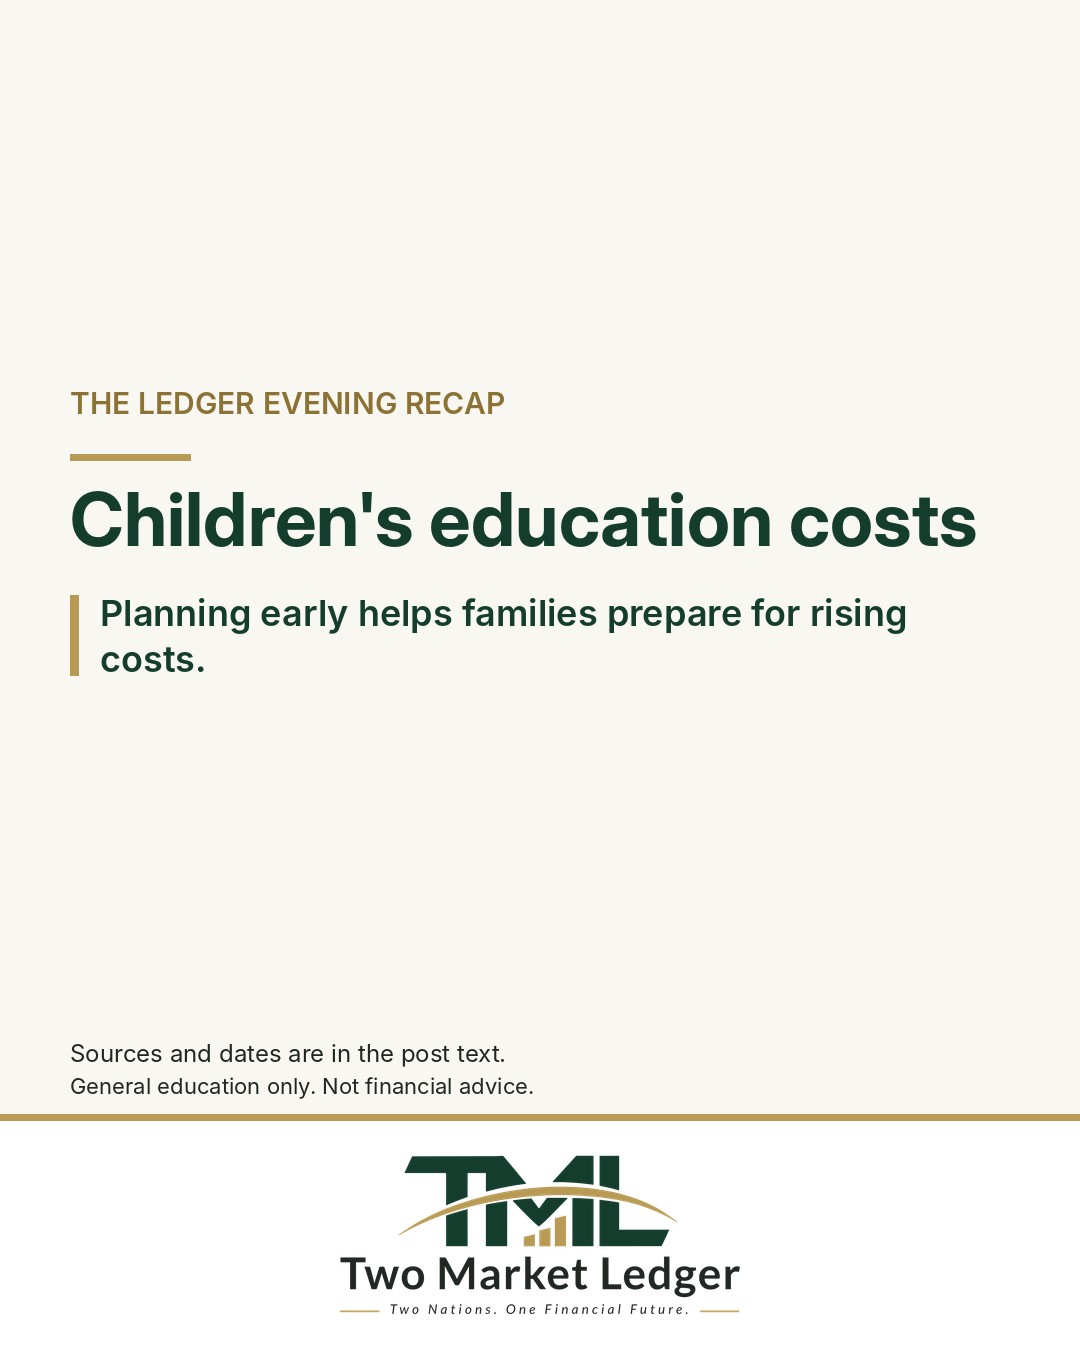 THE LEDGER EVENING RECAP
Children's education costs
Planning early helps families prepare for rising
costs.
Sources and dates are in the post text.
General education only. Not financial advice.
TML
Two Market Ledger
Two Nations. One Financial Future.